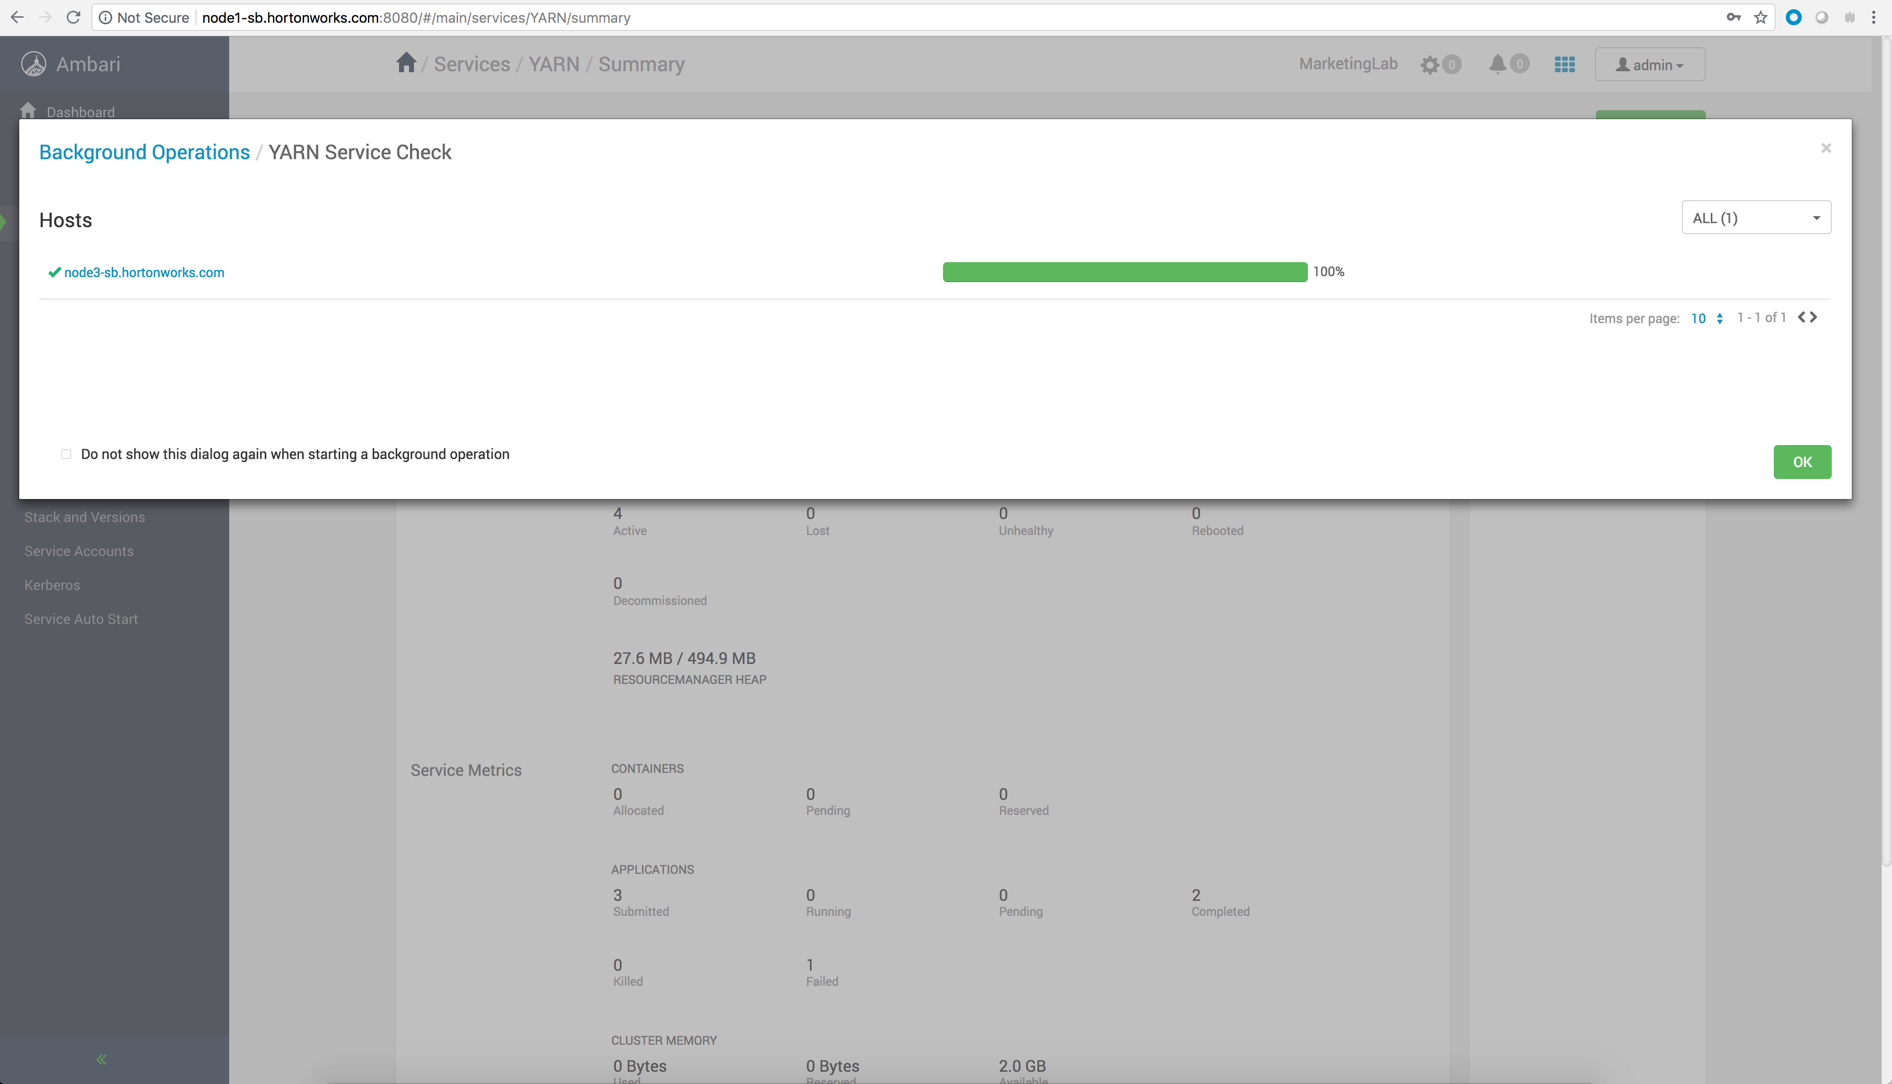 Not Secure node1-sb.hortonworks.com:8080/#/main/services/YARN/summary
Ambari
/ Services / YARN / Summary
MarketingLab
0
0
admin
Dashboard
Background Operations / YARN Service Check
×
Hosts
ALL (1)
node3-sb.hortonworks.com
100%
Items per page: 10 1 - 1 of 1
Do not show this dialog again when starting a background operation
OK
Stack and Versions
Service Accounts
Kerberos
Service Auto Start
4 0 0 0
Active Lost Unhealthy Rebooted
0
Decommissioned
27.6 MB / 494.9 MB
RESOURCEMANAGER HEAP
Service Metrics
CONTAINERS
0 0 0
Allocated Pending Reserved
APPLICATIONS
3 0 0 2
Submitted Running Pending Completed
0 1
Killed Failed
CLUSTER MEMORY
0 Bytes 0 Bytes 2.0 GB
Used Reserved Available